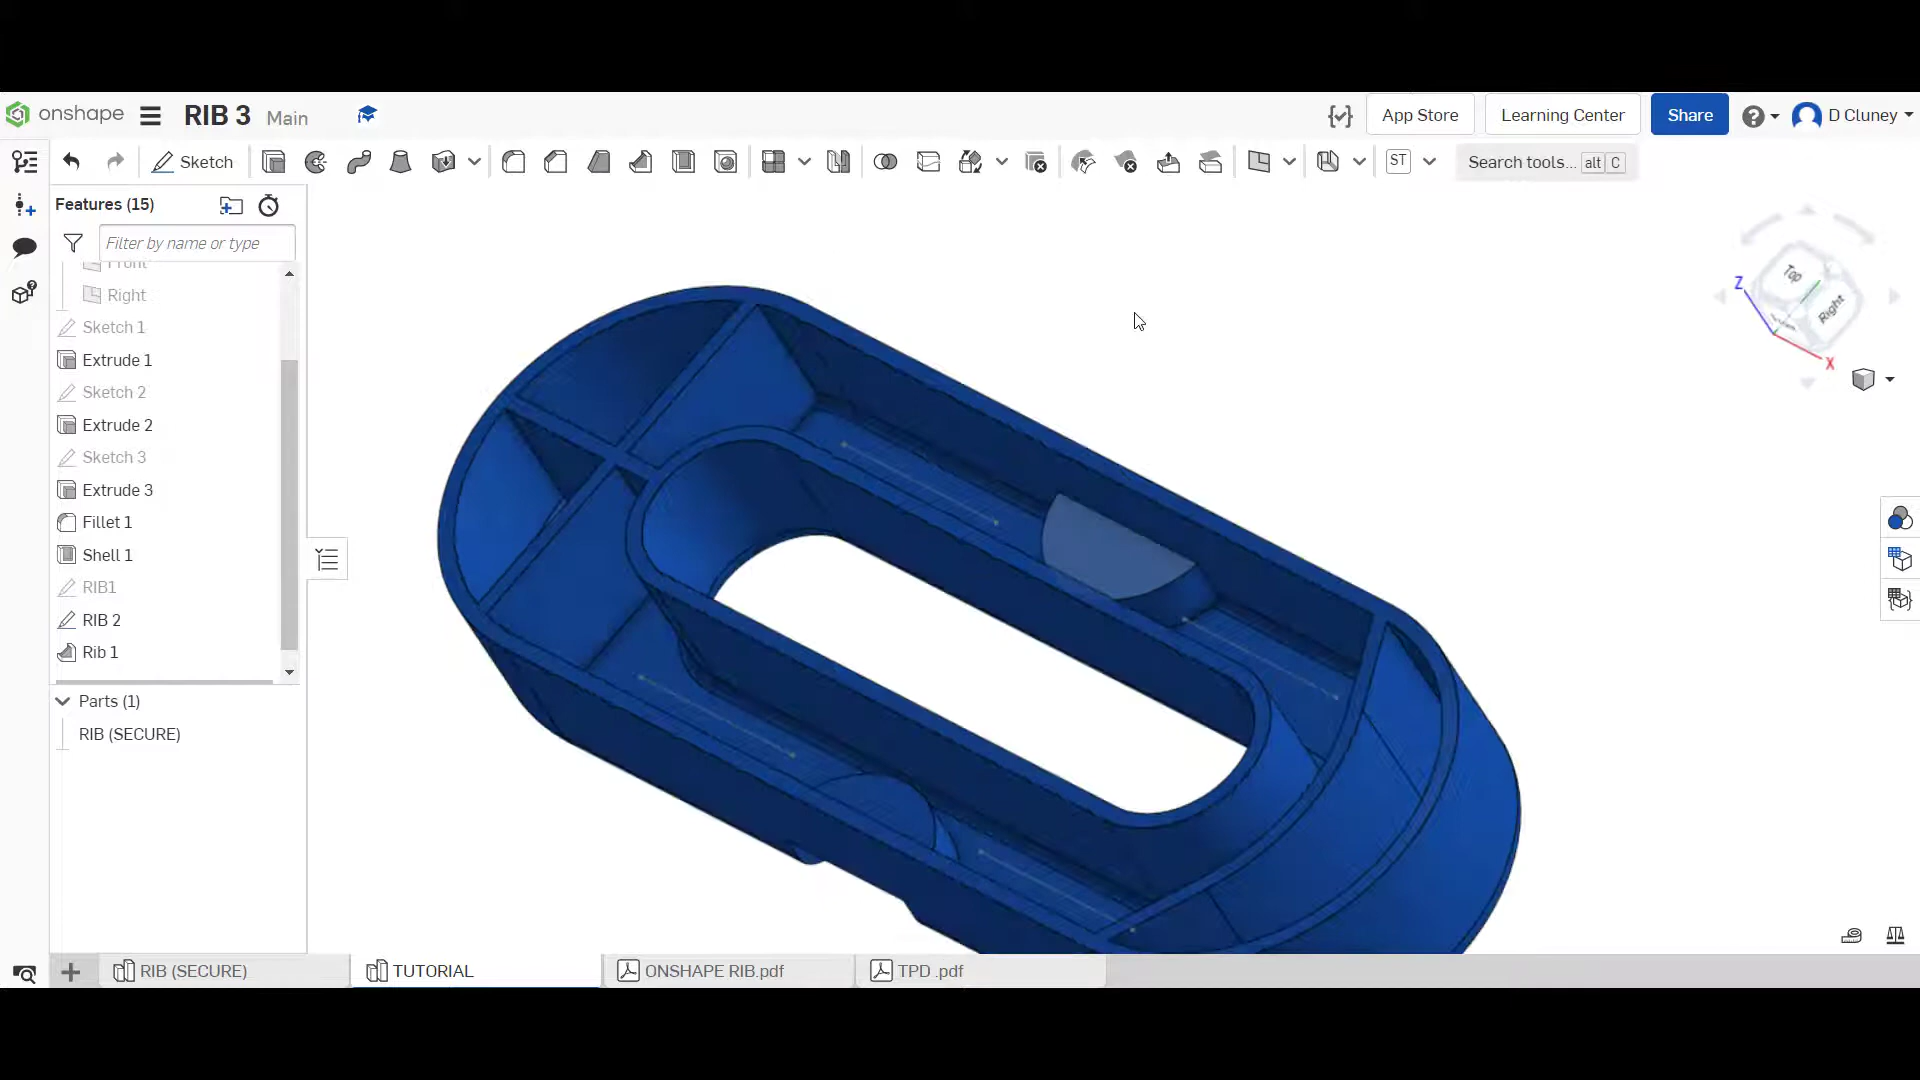 onshape
RIB 3 Main
App Store
Learning Center
Share
D Cluney
Sketch
ST
Search tools... alt C
Features (15)
Filter by name or type
Front
Right
Sketch 1
Extrude 1
Sketch 2
Extrude 2
Sketch 3
Extrude 3
Fillet 1
Shell 1
RIB1
RIB 2
Rib 1
Parts (1)
RIB (SECURE)
Top
Right
Z
X
RIB (SECURE)
TUTORIAL
ONSHAPE RIB.pdf
TPD .pdf